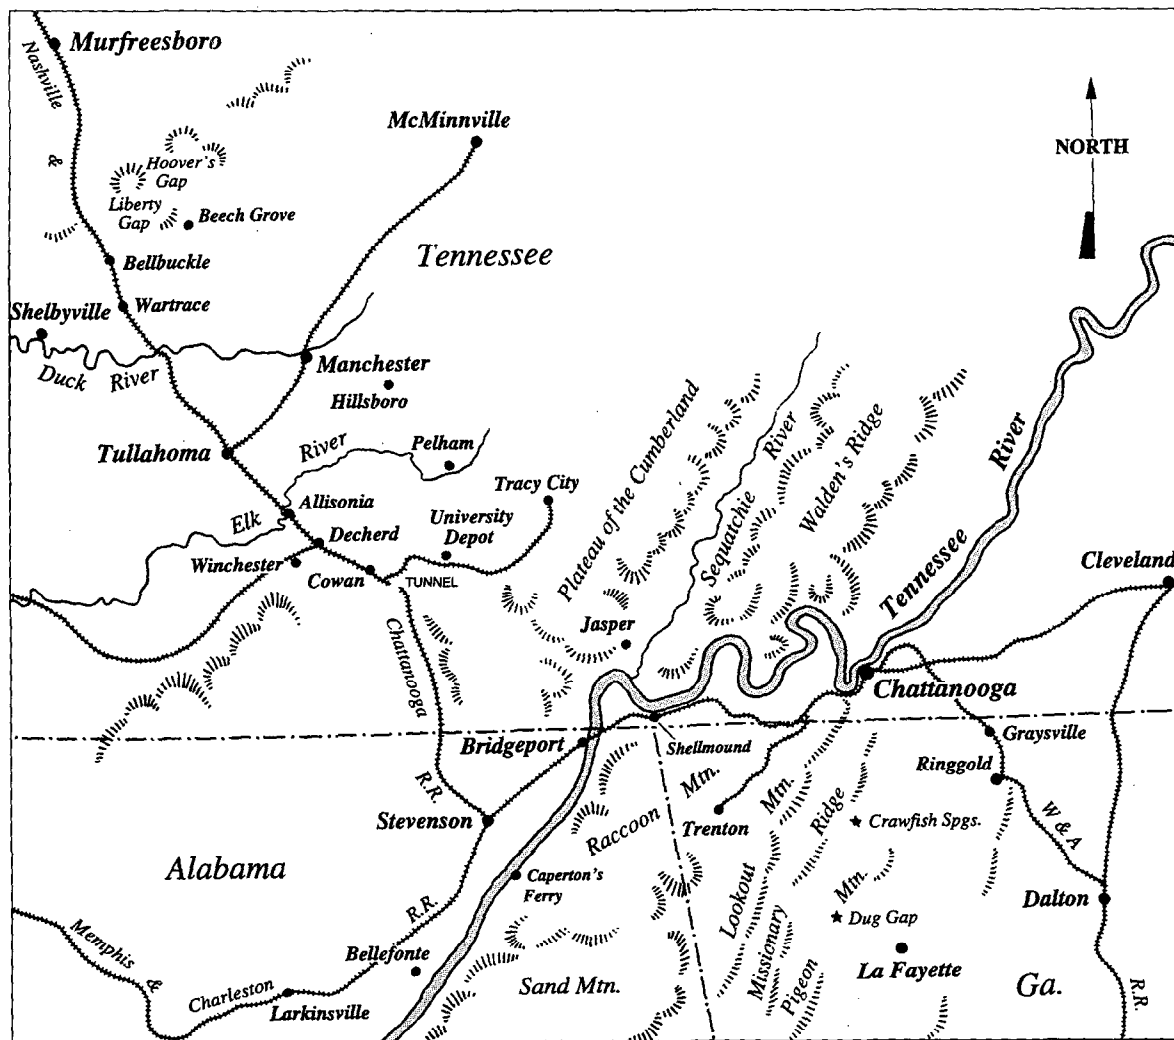 Murfreesboro
Nashville
&
McMinnville
Hoover's
Gap
Liberty
Gap
Beech Grove
NORTH
Tennessee
Bellbuckle
Wartrace
Shelbyville
Duck River
Manchester
Hillsboro
Tullahoma
River
Pelham
Allisonia
Elk
Tracy City
University
Depot
Decherd
Winchester
Cowan
TUNNEL
Plateau of the Cumberland
Sequatchie River
Walden's Ridge
Tennessee River
Cleveland
Jasper
Chattanooga
Chattanooga
R.R.
Bridgeport
Shellmound
Graysville
Ringgold
Stevenson
Raccoon Mtn.
Trenton
Lookout Mtn.
Missionary Ridge
Crawfish Spgs.
W & A
Alabama
Caperton's
Ferry
R.R.
Pigeon Mtn.
Dug Gap
Dalton
Memphis &
Charleston
Bellefonte
La Fayette
Larkinsville
Sand Mtn.
Ga.
R.R.